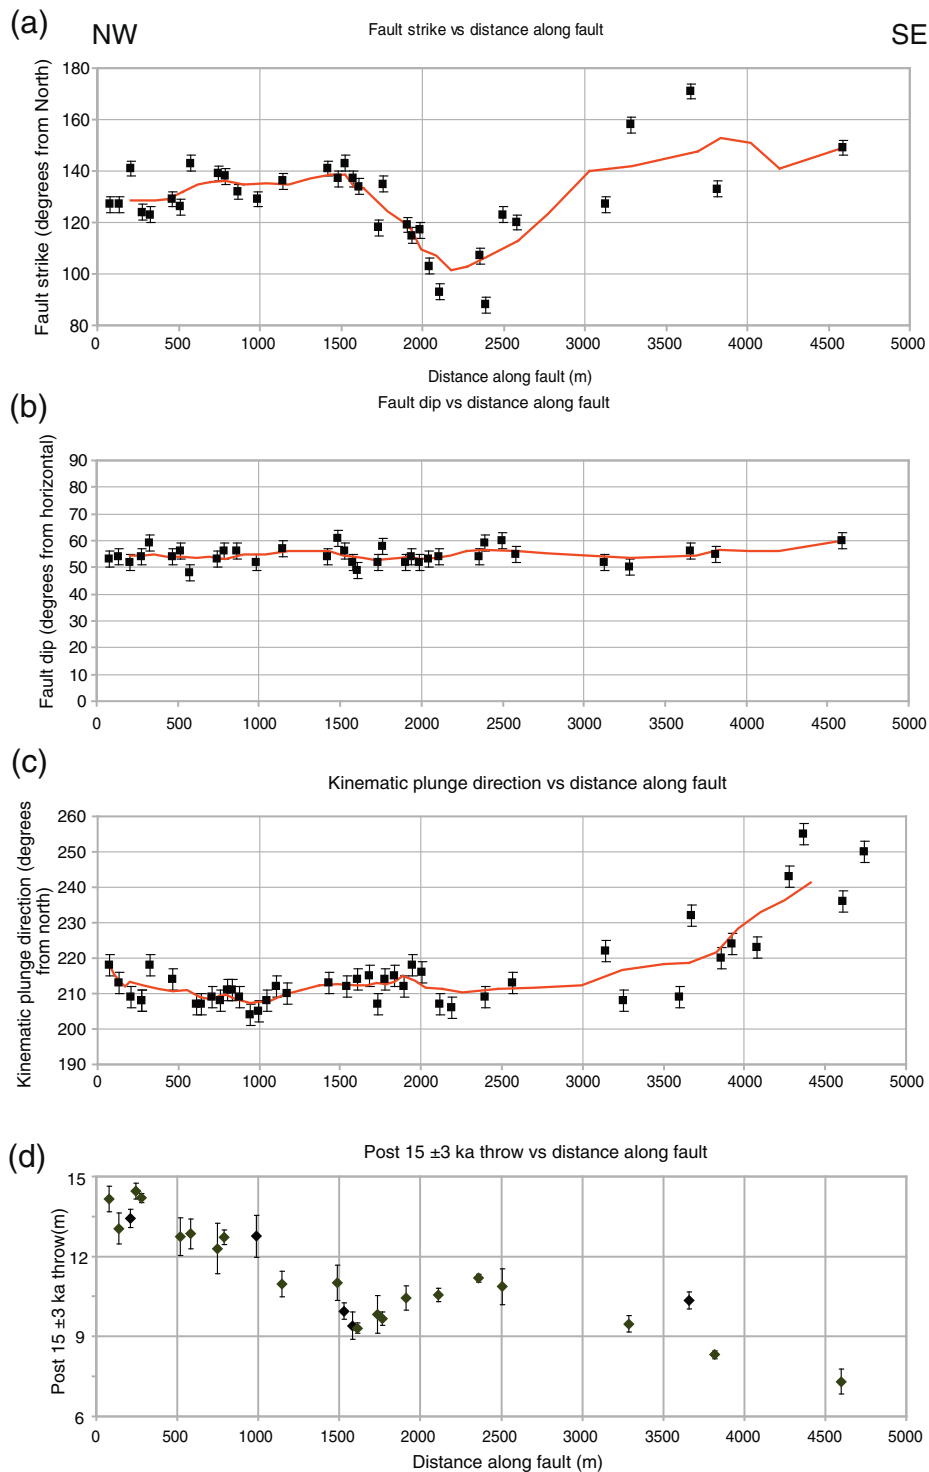 (a)
NW
Fault strike vs distance along fault
SE
Fault strike (degrees from North)
180
160
140
120
100
80
0 500 1000 1500 2000 2500 3000 3500 4000 4500 5000
Distance along fault (m)
(b)
Fault dip vs distance along fault
Fault dip (degrees from horizontal)
90
80
70
60
50
40
30
20
10
0
0 500 1000 1500 2000 2500 3000 3500 4000 4500 5000
(c)
Kinematic plunge direction vs distance along fault
Kinematic plunge direction (degrees
from north)
260
250
240
230
220
210
200
190
0 500 1000 1500 2000 2500 3000 3500 4000 4500 5000
(d)
Post 15 ±3 ka throw vs distance along fault
Post 15 ±3 ka throw(m)
15
12
9
6
0 500 1000 1500 2000 2500 3000 3500 4000 4500 5000
Distance along fault (m)